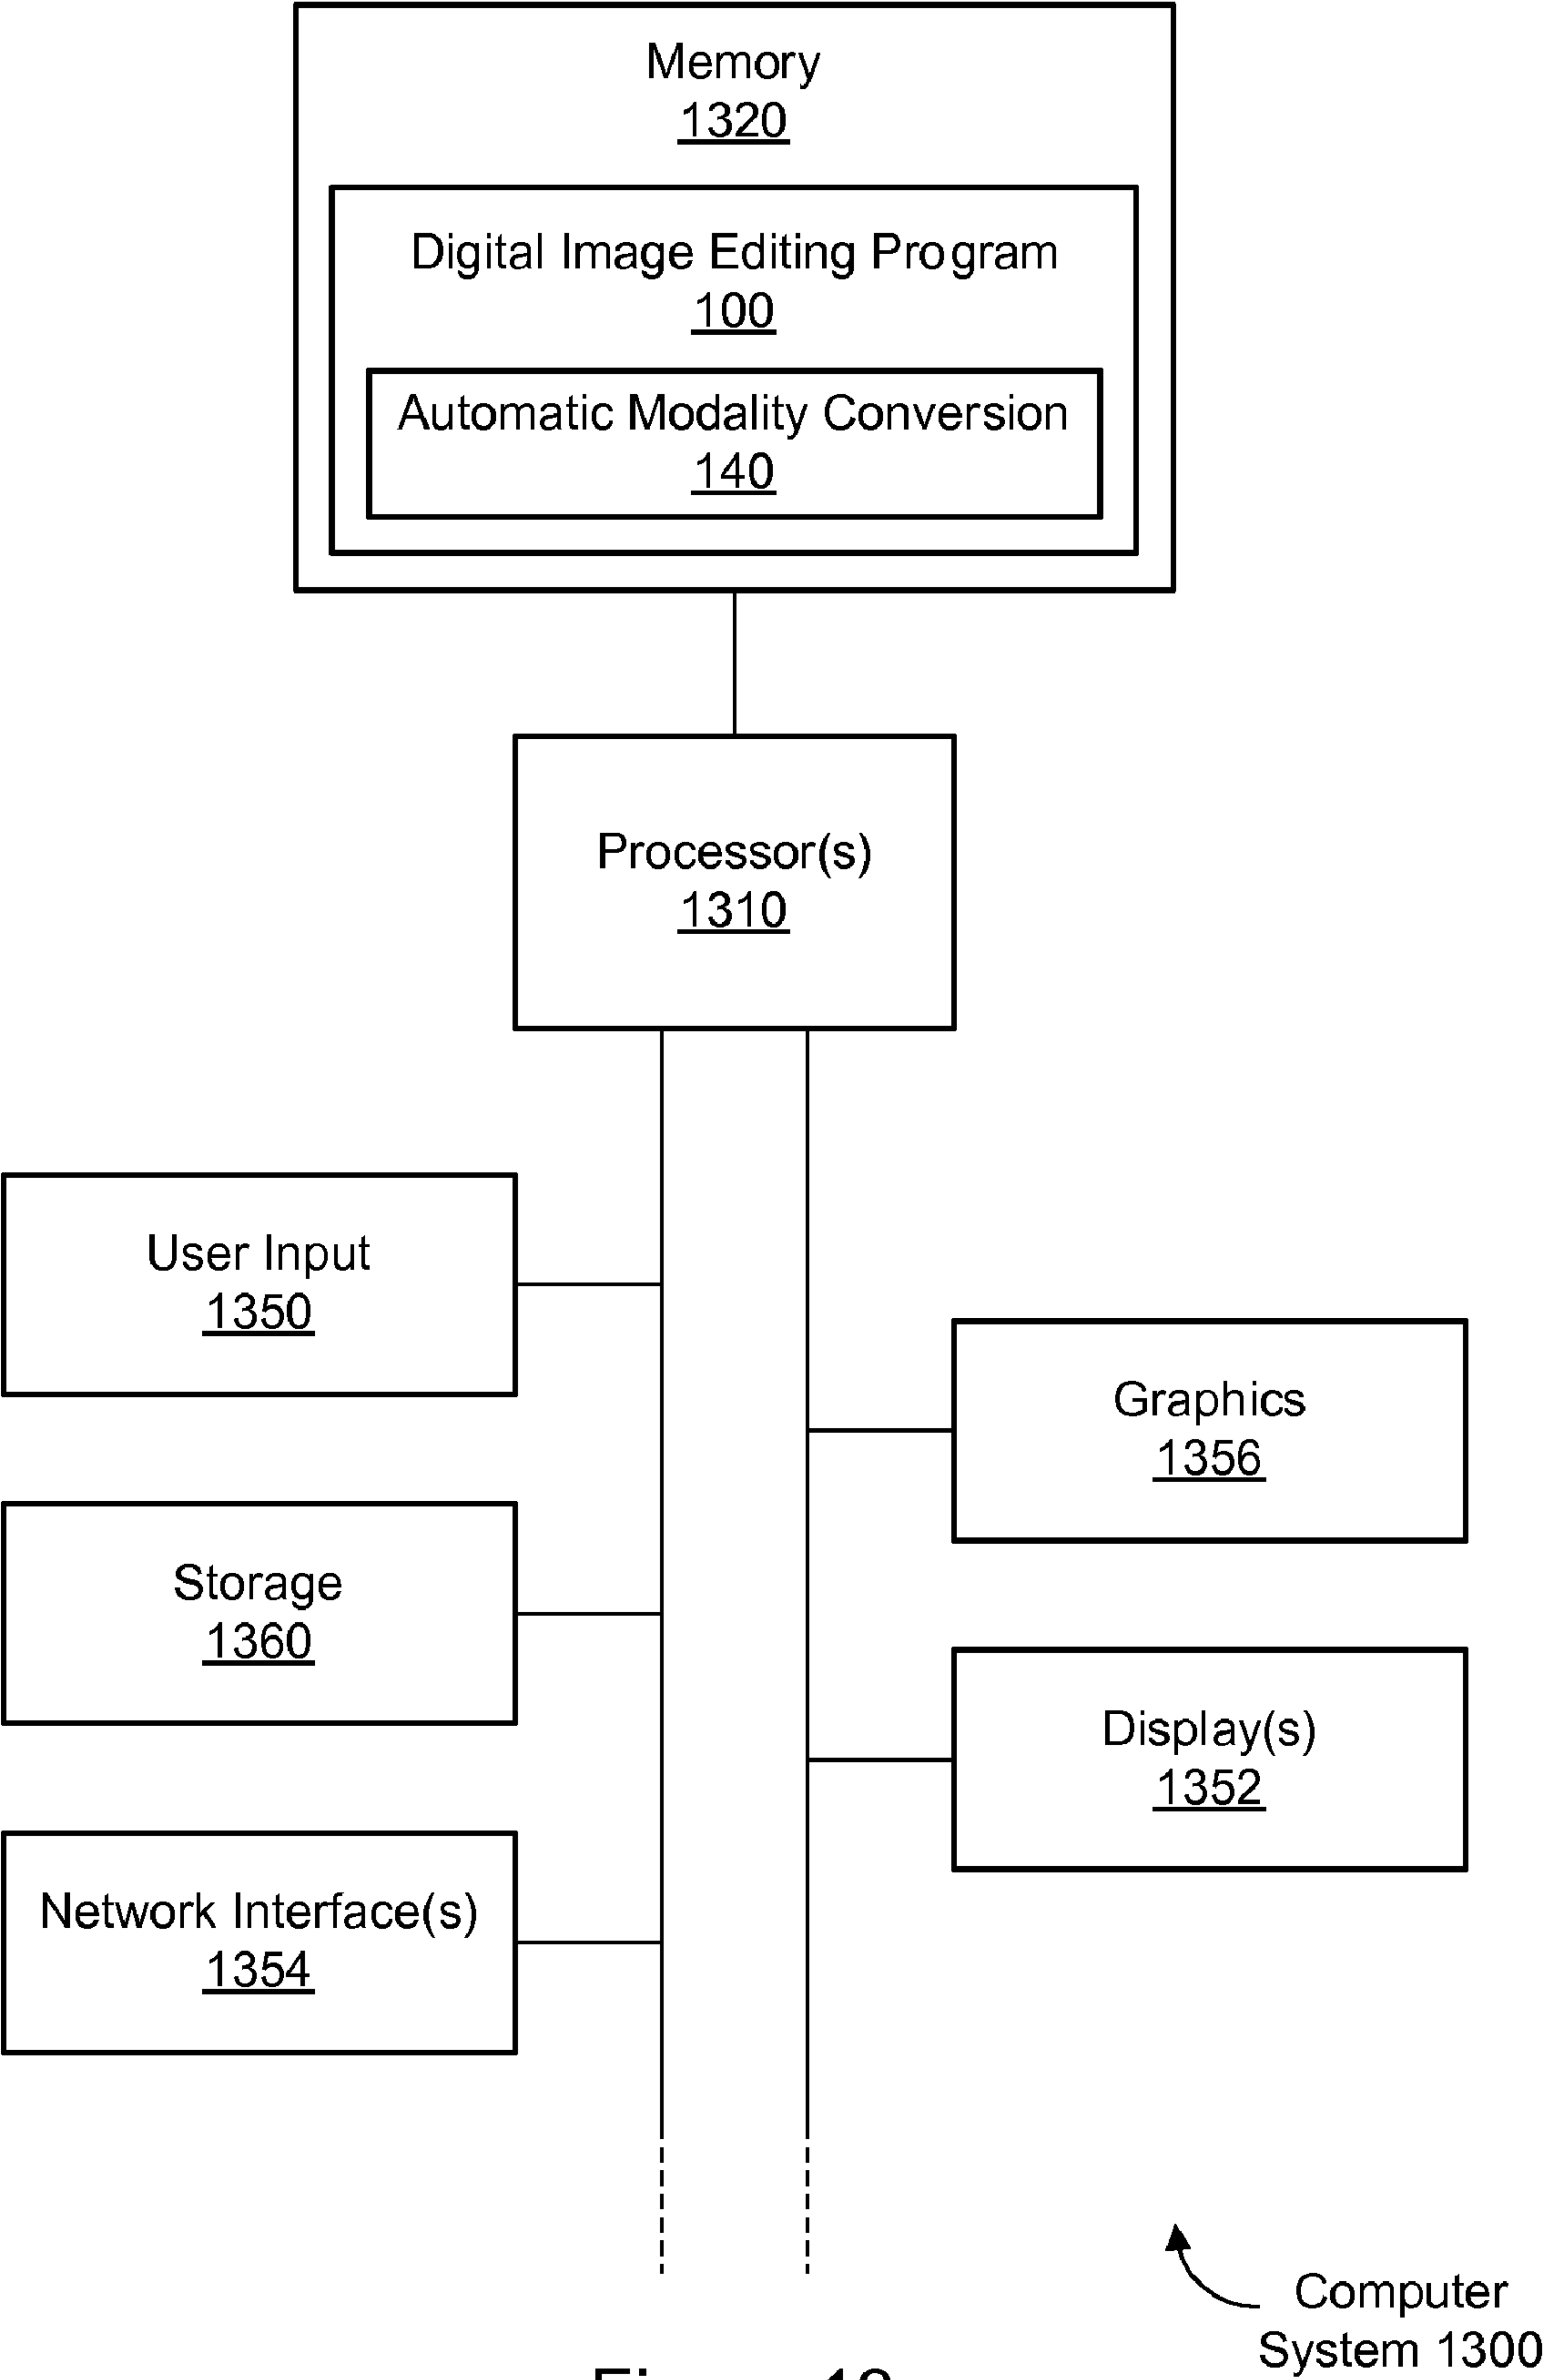 Memory
1320
Digital Image Editing Program
100
Automatic Modality Conversion
140
Processor(s)
1310
User Input
1350
Graphics
1356
Storage
1360
Display(s)
1352
Network Interface(s)
1354
Computer
System 1300